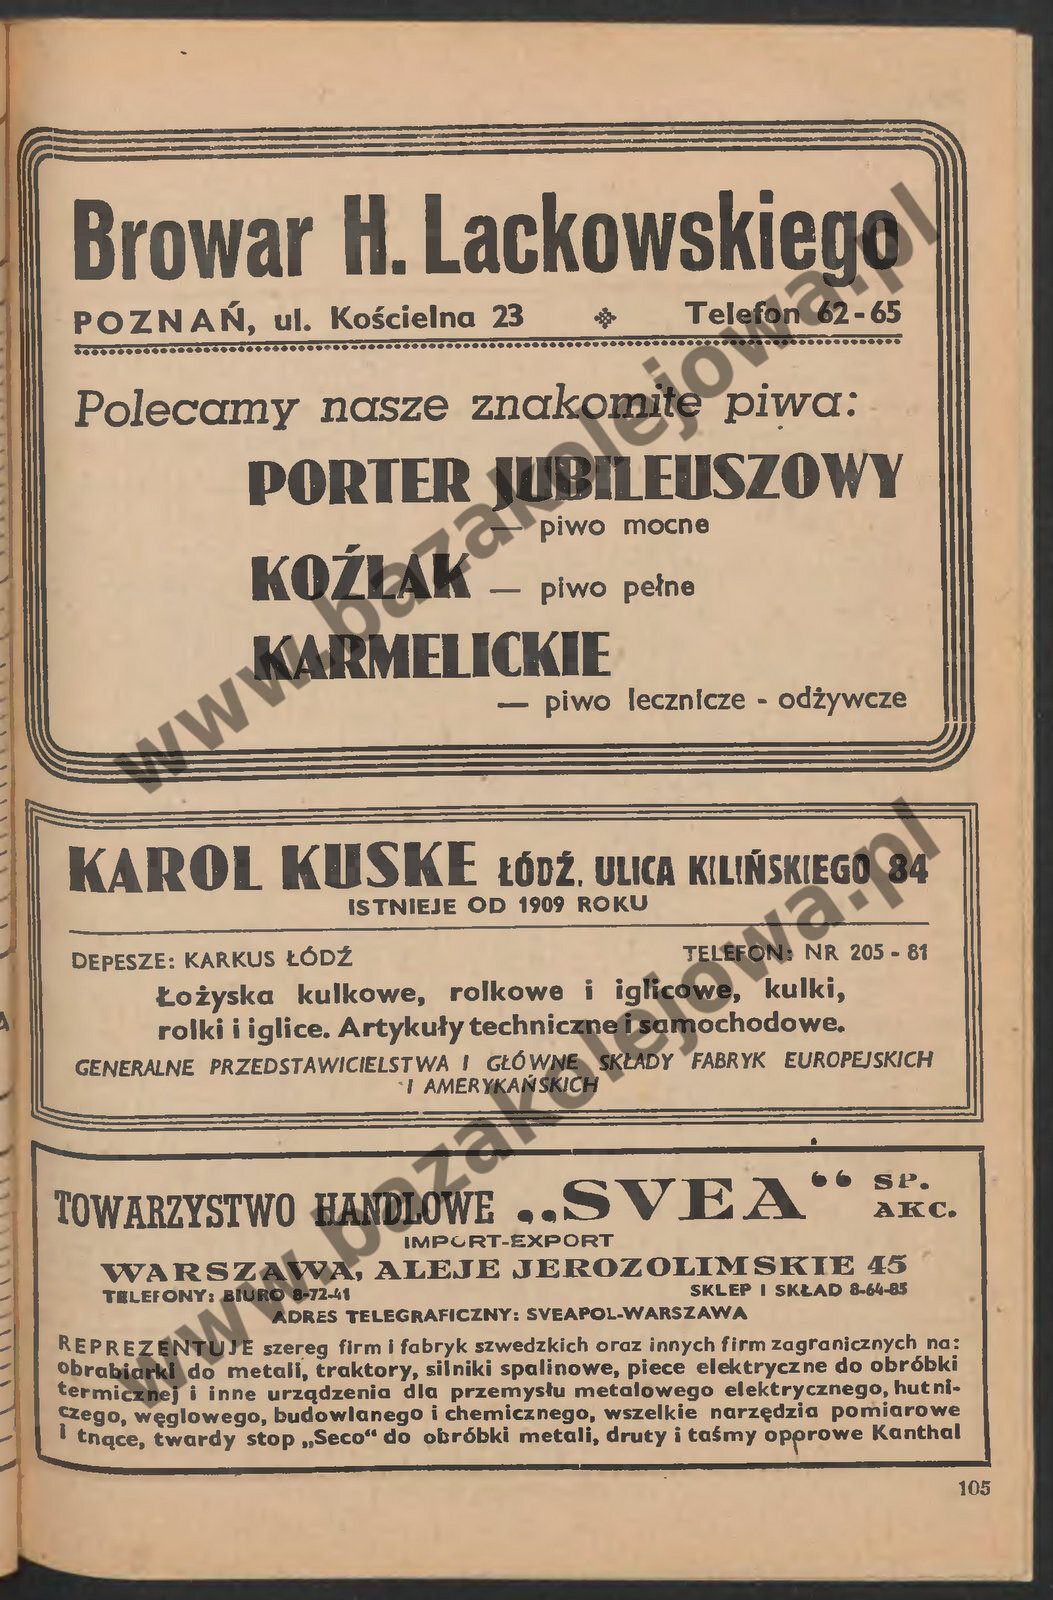 Browar H. Lackowskiego
POZNAŃ, ul. Kościelna 23 Telefon 62-65
Polecamy nasze znakomite piwa:
PORTER JUBILEUSZOWY
— piwo mocne
KOŹLAK — piwo pełne
KARMELICKIE
— piwo lecznicze - odżywcze
KAROL KUSKE ŁÓDŹ, ULICA KILIŃSKIEGO 84
ISTNIEJE OD 1909 ROKU
DEPESZE: KARKUS ŁÓDŹ TELEFON: NR 205-81
Łożyska kulkowe, rolkowe i iglicowe, kulki,
rolki i iglice. Artykuły techniczne i samochodowe.
GENERALNE PRZEDSTAWICIELSTWA I GŁÓWNE SKŁADY FABRYK EUROPEJSKICH
I AMERYKAŃSKICH
TOWARZYSTWO HANDLOWE „SVEA“ SP. AKC.
IMPORT-EXPORT
WARSZAWA, ALEJE JEROZOLIMSKIE 45
TELEFONY: BIURO 8-72-41 SKLEP I SKŁAD 8-64-85
ADRES TELEGRAFICZNY: SVEAPOL-WARSZAWA
REPREZENTUJE szereg firm i fabryk szwedzkich oraz innych firm zagranicznych na:
obrabiarki do metali, traktory, silniki spalinowe, piece elektryczne do obróbki
termicznej i inne urządzenia dla przemysłu metalowego elektrycznego, hutni-
czego, węglowego, budowlanego i chemicznego, wszelkie narzędzia pomiarowe
i tnące, twardy stop „Seco“ do obróbki metali, druty i taśmy oporowe Kanthal
105
www.bazakolejowa.pl
www.bazakolejowa.pl